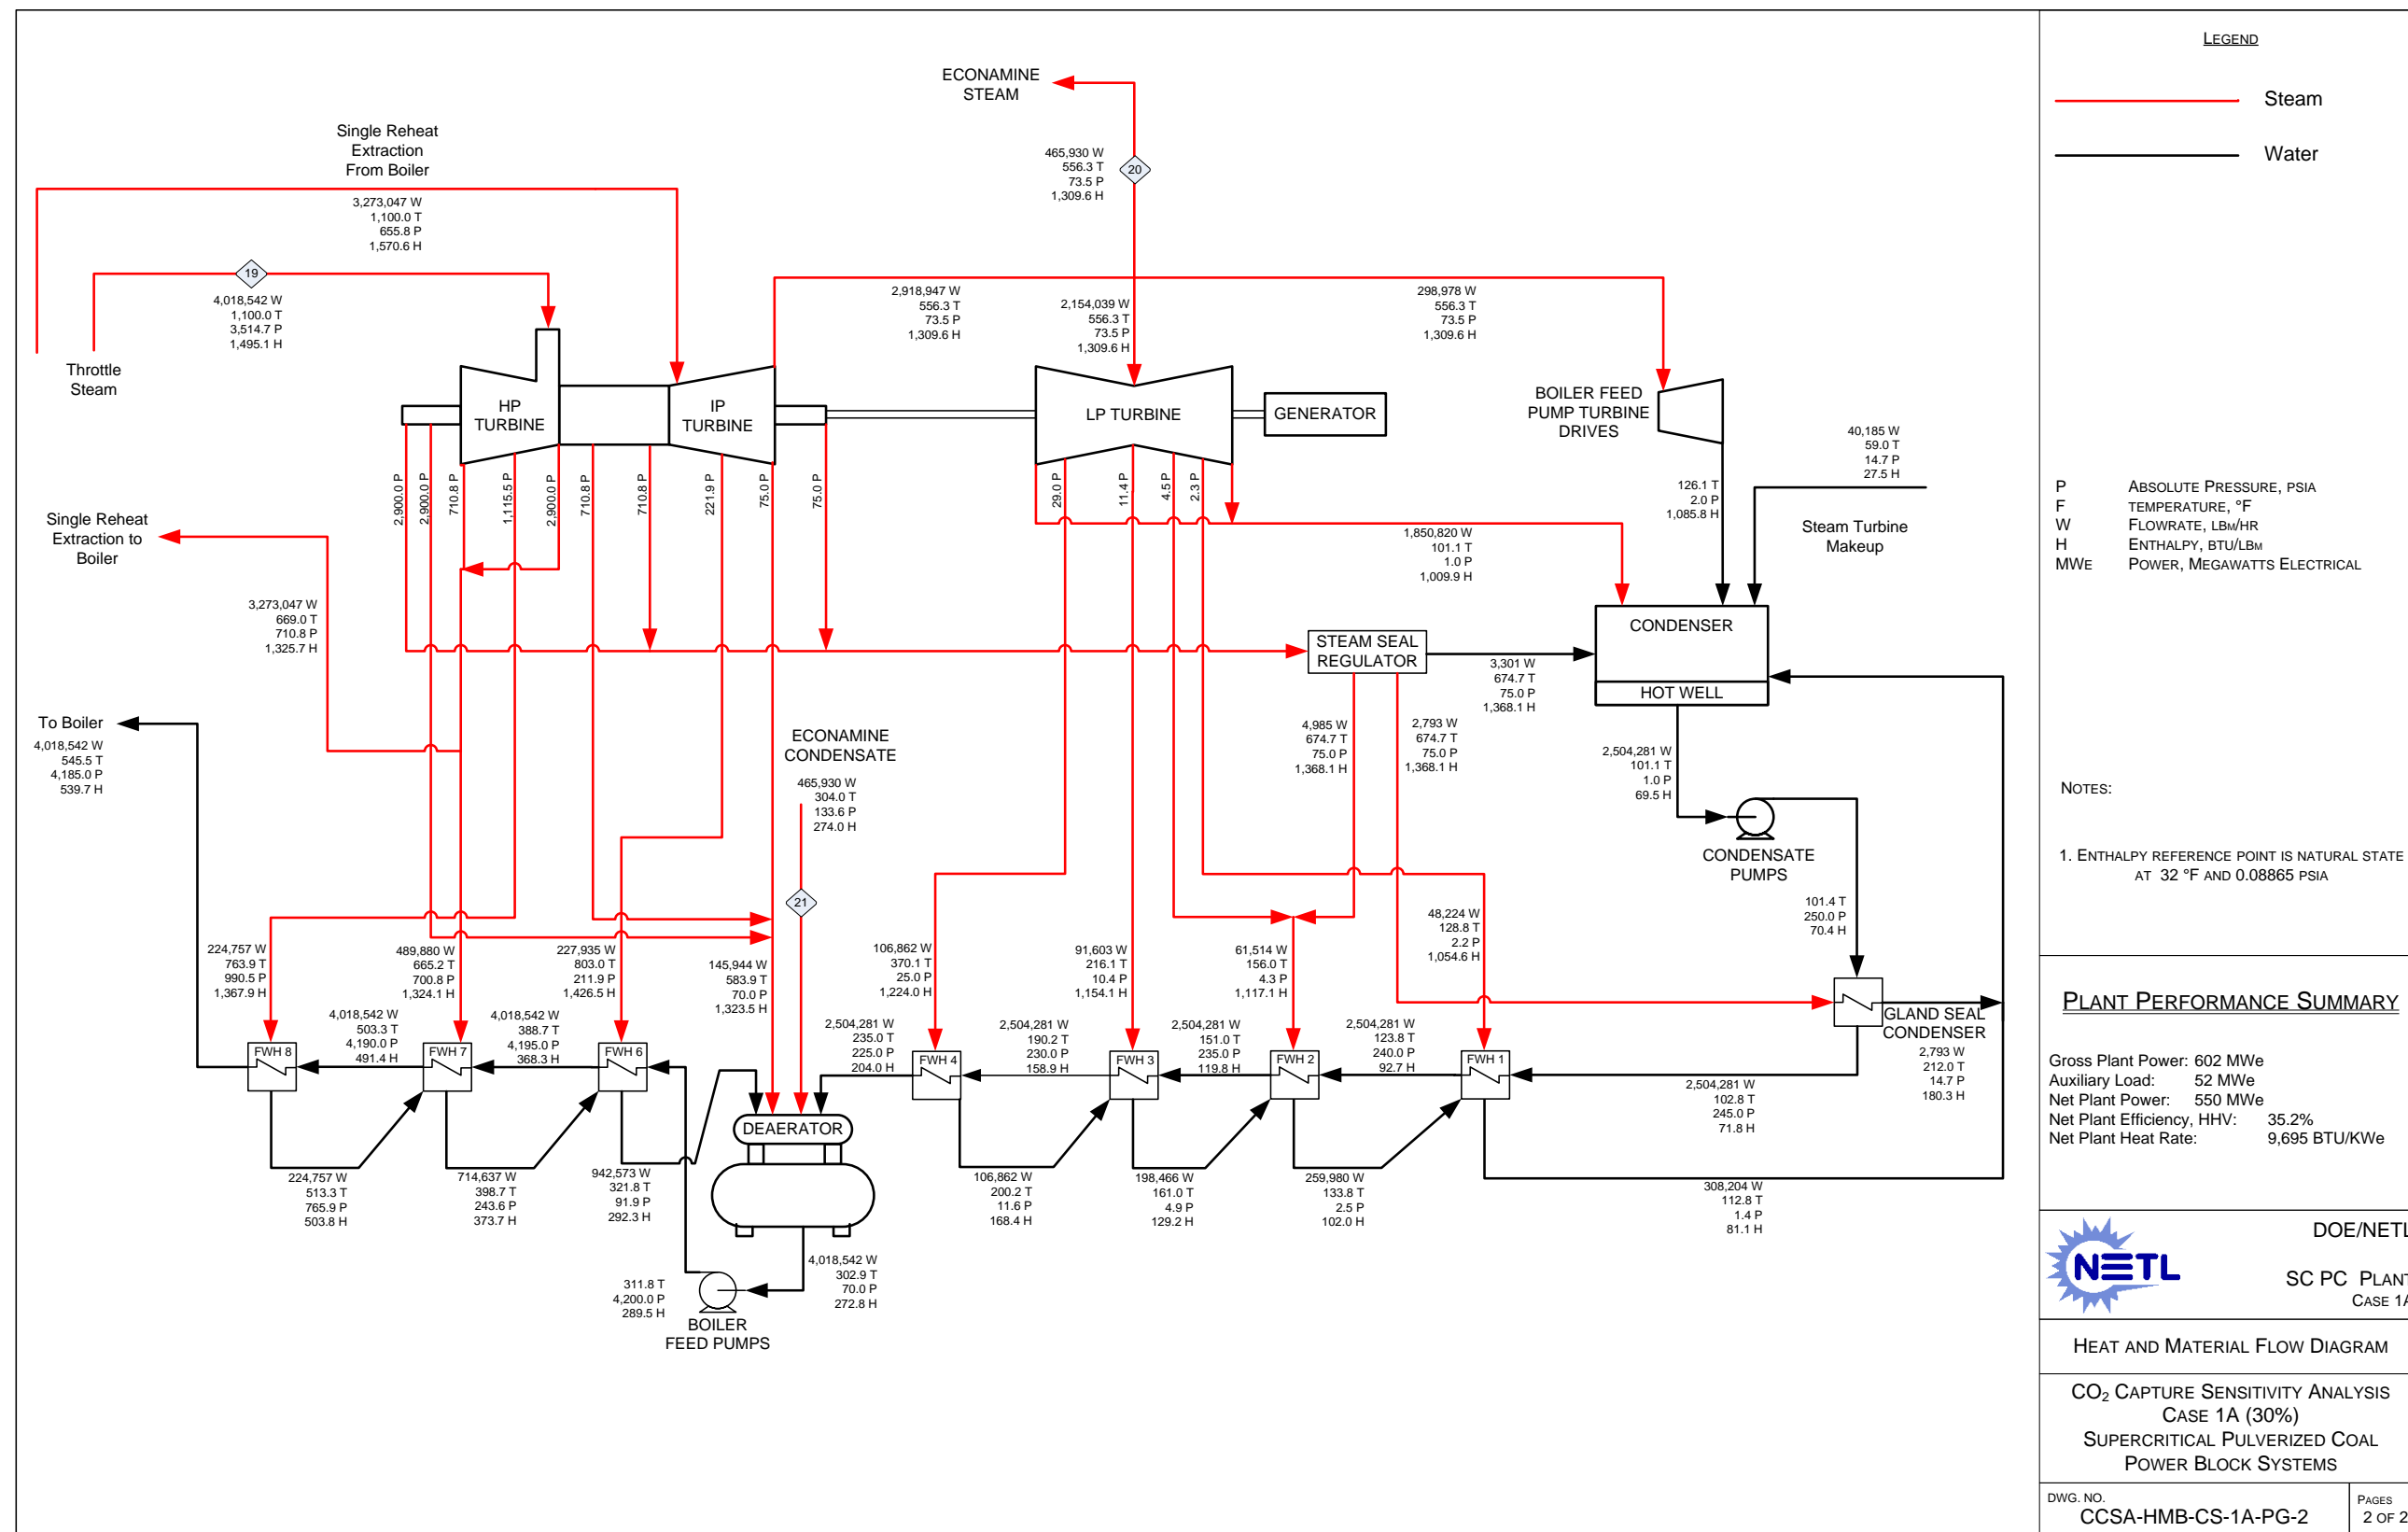 ECONAMINE
STEAM
465,930 W
556.3 T
73.5 P
1,309.6 H
20
Single Reheat
Extraction
From Boiler
3,273,047 W
1,100.0 T
655.8 P
1,570.6 H
19
4,018,542 W
1,100.0 T
3,514.7 P
1,495.1 H
Throttle
Steam
2,918,947 W
556.3 T
73.5 P
1,309.6 H
2,154,039 W
556.3 T
73.5 P
1,309.6 H
298,978 W
556.3 T
73.5 P
1,309.6 H
HP
TURBINE
IP
TURBINE
LP TURBINE
GENERATOR
BOILER FEED
PUMP TURBINE
DRIVES
40,185 W
59.0 T
14.7 P
27.5 H
126.1 T
2.0 P
1,085.8 H
Steam Turbine
Makeup
2,900.0 P
2,900.0 P
710.8 P
1,115.5 P
2,900.0 P
710.8 P
710.8 P
221.9 P
75.0 P
75.0 P
29.0 P
11.4 P
4.5 P
2.3 P
Single Reheat
Extraction to
Boiler
3,273,047 W
669.0 T
710.8 P
1,325.7 H
1,850,820 W
101.1 T
1.0 P
1,009.9 H
CONDENSER
HOT WELL
STEAM SEAL
REGULATOR
3,301 W
674.7 T
75.0 P
1,368.1 H
4,985 W
674.7 T
75.0 P
1,368.1 H
2,793 W
674.7 T
75.0 P
1,368.1 H
2,504,281 W
101.1 T
1.0 P
69.5 H
CONDENSATE
PUMPS
101.4 T
250.0 P
70.4 H
To Boiler
4,018,542 W
545.5 T
4,185.0 P
539.7 H
ECONAMINE
CONDENSATE
465,930 W
304.0 T
133.6 P
274.0 H
21
224,757 W
763.9 T
990.5 P
1,367.9 H
489,880 W
665.2 T
700.8 P
1,324.1 H
227,935 W
803.0 T
211.9 P
1,426.5 H
145,944 W
583.9 T
70.0 P
1,323.5 H
106,862 W
370.1 T
25.0 P
1,224.0 H
91,603 W
216.1 T
10.4 P
1,154.1 H
61,514 W
156.0 T
4.3 P
1,117.1 H
48,224 W
128.8 T
2.2 P
1,054.6 H
GLAND SEAL
CONDENSER
2,793 W
212.0 T
14.7 P
180.3 H
4,018,542 W
503.3 T
4,190.0 P
491.4 H
4,018,542 W
388.7 T
4,195.0 P
368.3 H
2,504,281 W
235.0 T
225.0 P
204.0 H
2,504,281 W
190.2 T
230.0 P
158.9 H
2,504,281 W
151.0 T
235.0 P
119.8 H
2,504,281 W
123.8 T
240.0 P
92.7 H
2,504,281 W
102.8 T
245.0 P
71.8 H
FWH 8
FWH 7
FWH 6
FWH 4
FWH 3
FWH 2
FWH 1
DEAERATOR
224,757 W
513.3 T
765.9 P
503.8 H
714,637 W
398.7 T
243.6 P
373.7 H
942,573 W
321.8 T
91.9 P
292.3 H
106,862 W
200.2 T
11.6 P
168.4 H
198,466 W
161.0 T
4.9 P
129.2 H
259,980 W
133.8 T
2.5 P
102.0 H
308,204 W
112.8 T
1.4 P
81.1 H
311.8 T
4,200.0 P
289.5 H
4,018,542 W
302.9 T
70.0 P
272.8 H
BOILER
FEED PUMPS
LEGEND
Steam
Water
P ABSOLUTE PRESSURE, PSIA
F TEMPERATURE, °F
W FLOWRATE, LBM/HR
H ENTHALPY, BTU/LBM
MWE POWER, MEGAWATTS ELECTRICAL
NOTES:
1. ENTHALPY REFERENCE POINT IS NATURAL STATE
AT 32 °F AND 0.08865 PSIA
PLANT PERFORMANCE SUMMARY
Gross Plant Power: 602 MWe
Auxiliary Load: 52 MWe
Net Plant Power: 550 MWe
Net Plant Efficiency, HHV: 35.2%
Net Plant Heat Rate: 9,695 BTU/KWe
NETL
DOE/NETL
SC PC PLANT
CASE 1A
HEAT AND MATERIAL FLOW DIAGRAM
CO₂ CAPTURE SENSITIVITY ANALYSIS
CASE 1A (30%)
SUPERCRITICAL PULVERIZED COAL
POWER BLOCK SYSTEMS
DWG. NO.
CCSA-HMB-CS-1A-PG-2
PAGES
2 OF 2